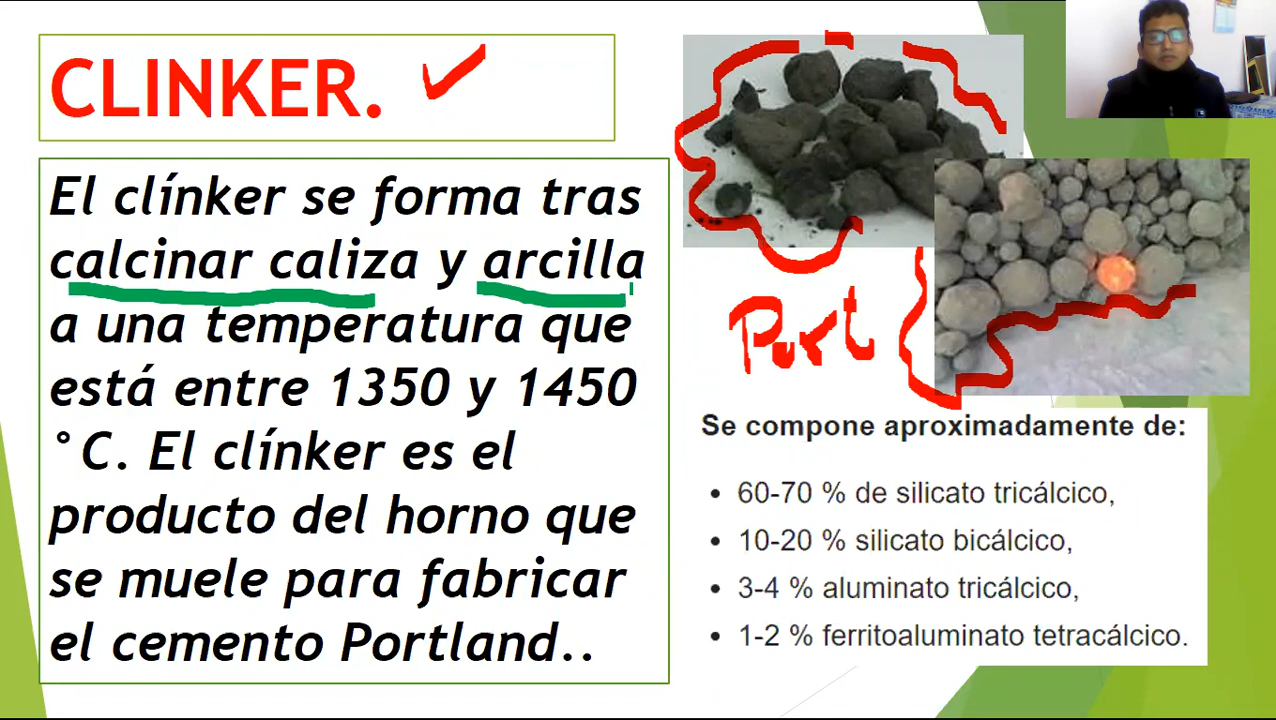 CLINKER.
El clínker se forma tras
calcinar caliza y arcilla
a una temperatura que
está entre 1350 y 1450
°C. El clínker es el
producto del horno que
se muele para fabricar
el cemento Portland..
Port
Se compone aproximadamente de:
• 60-70 % de silicato tricálcico,
• 10-20 % silicato bicálcico,
• 3-4 % aluminato tricálcico,
• 1-2 % ferritoaluminato tetracálcico.